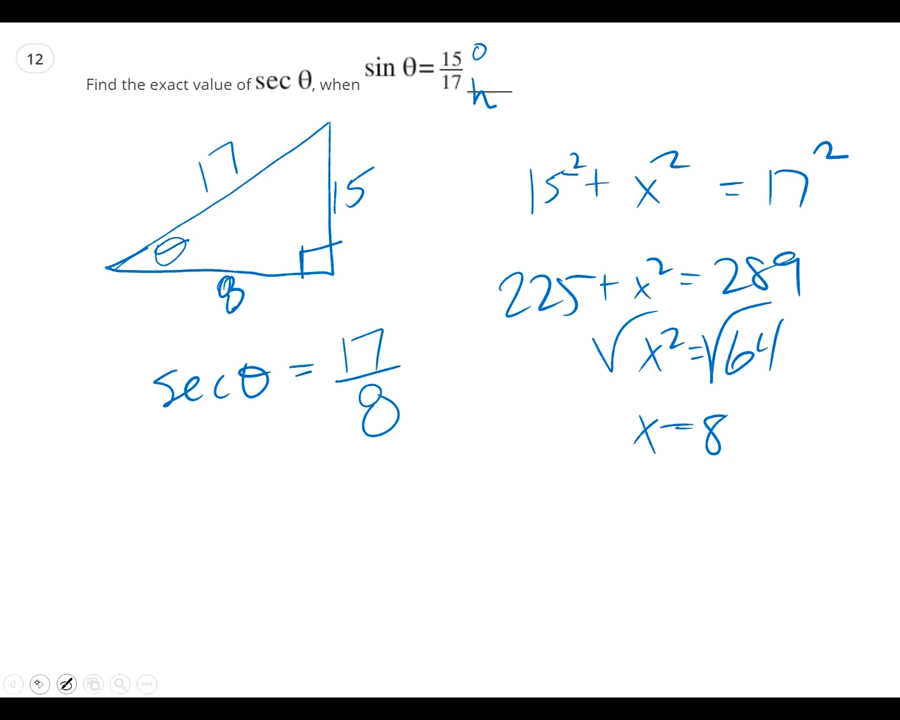 12
Find the exact value of sec θ, when sin θ= 15/17 o/h
17
15
θ
8
15² + x² = 17²
225 + x² = 289
√x² = √64
x = 8
sec θ = 17/8